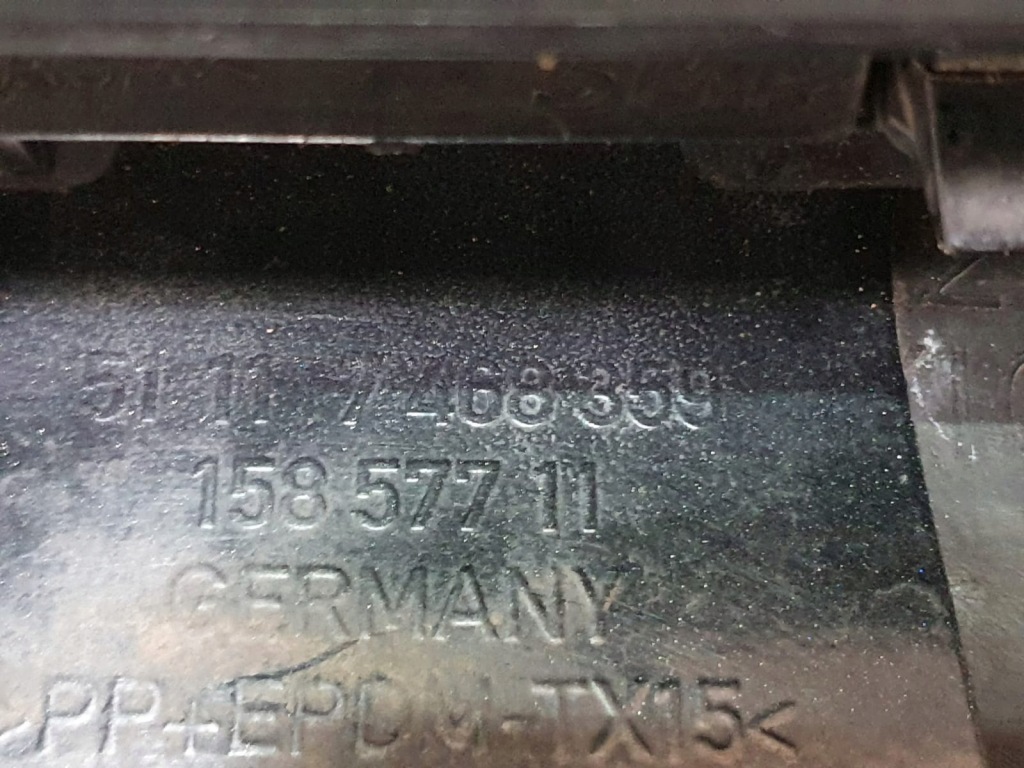 51 11 7 468 359
158 577 11
GERMANY
>PP+EPDM-TX15<